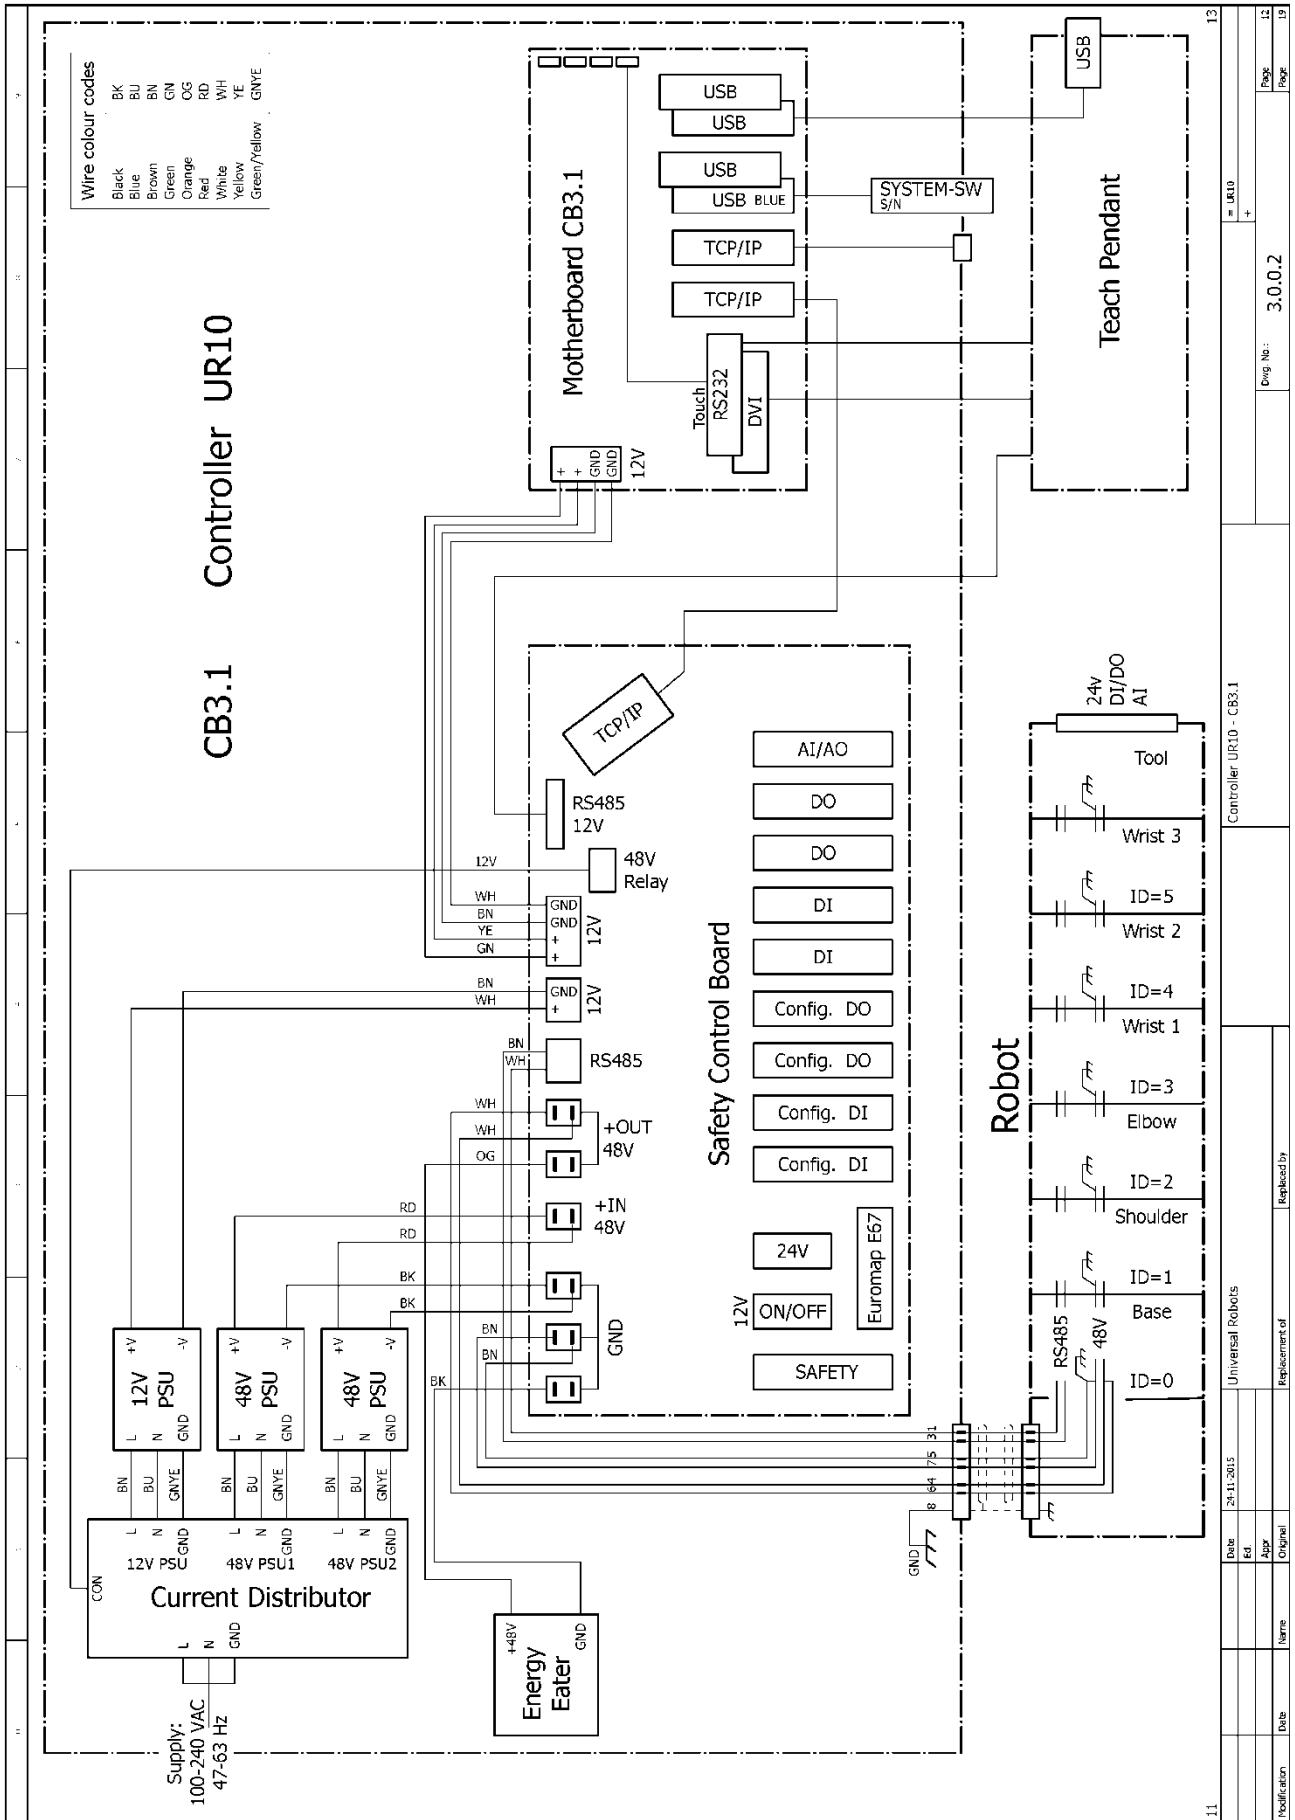 CB3.1 Controller UR10
Wire colour codes
Black BK
Blue BU
Brown BN
Green GN
Orange OG
Red RD
White WH
Yellow YE
Green/Yellow GNYE
Supply:
100-240 VAC
47-63 Hz
L
N
GND
Current Distributor
CON
12V PSU
L
N
GND
48V PSU1
L
N
GND
48V PSU2
L
N
GND
BN
BU
GNYE
BN
BU
GNYE
BN
BU
GNYE
L
N
GND
12V
PSU
+V
-V
L
N
GND
48V
PSU
+V
-V
L
N
GND
48V
PSU
+V
-V
Energy
Eater
+48V
GND
BK
BN
BN
BK
BK
RD
RD
OG
WH
WH
WH
BN
WH
BN
GN
YE
BN
WH
12V
Safety Control Board
GND
+IN
48V
+OUT
48V
RS485
+
GND
12V
+
+
GND
GND
12V
48V
Relay
RS485
12V
TCP/IP
SAFETY
12V
ON/OFF
24V
Euromap E67
Config. DI
Config. DI
Config. DO
Config. DO
DI
DI
DO
DO
AI/AO
Motherboard CB3.1
+
+
GND
GND
12V
Touch
RS232
DVI
TCP/IP
TCP/IP
USB
USB BLUE
USB
USB
SYSTEM-SW
S/N
Teach Pendant
USB
GND
8
64
75
31
Robot
RS485
48V
ID=0
Base
ID=1
Shoulder
ID=2
Elbow
ID=3
Wrist 1
ID=4
Wrist 2
ID=5
Wrist 3
Tool
24v
DI/DO
AI
11
13
Modification
Date
Name
Date
24-11-2015
Ed.
Appr
Original
Universal Robots
Replacement of
Replaced by
Controller UR10 - CB3.1
= UR10
+
Dwg. No.:
3.0.0.2
Page 12
Page 19